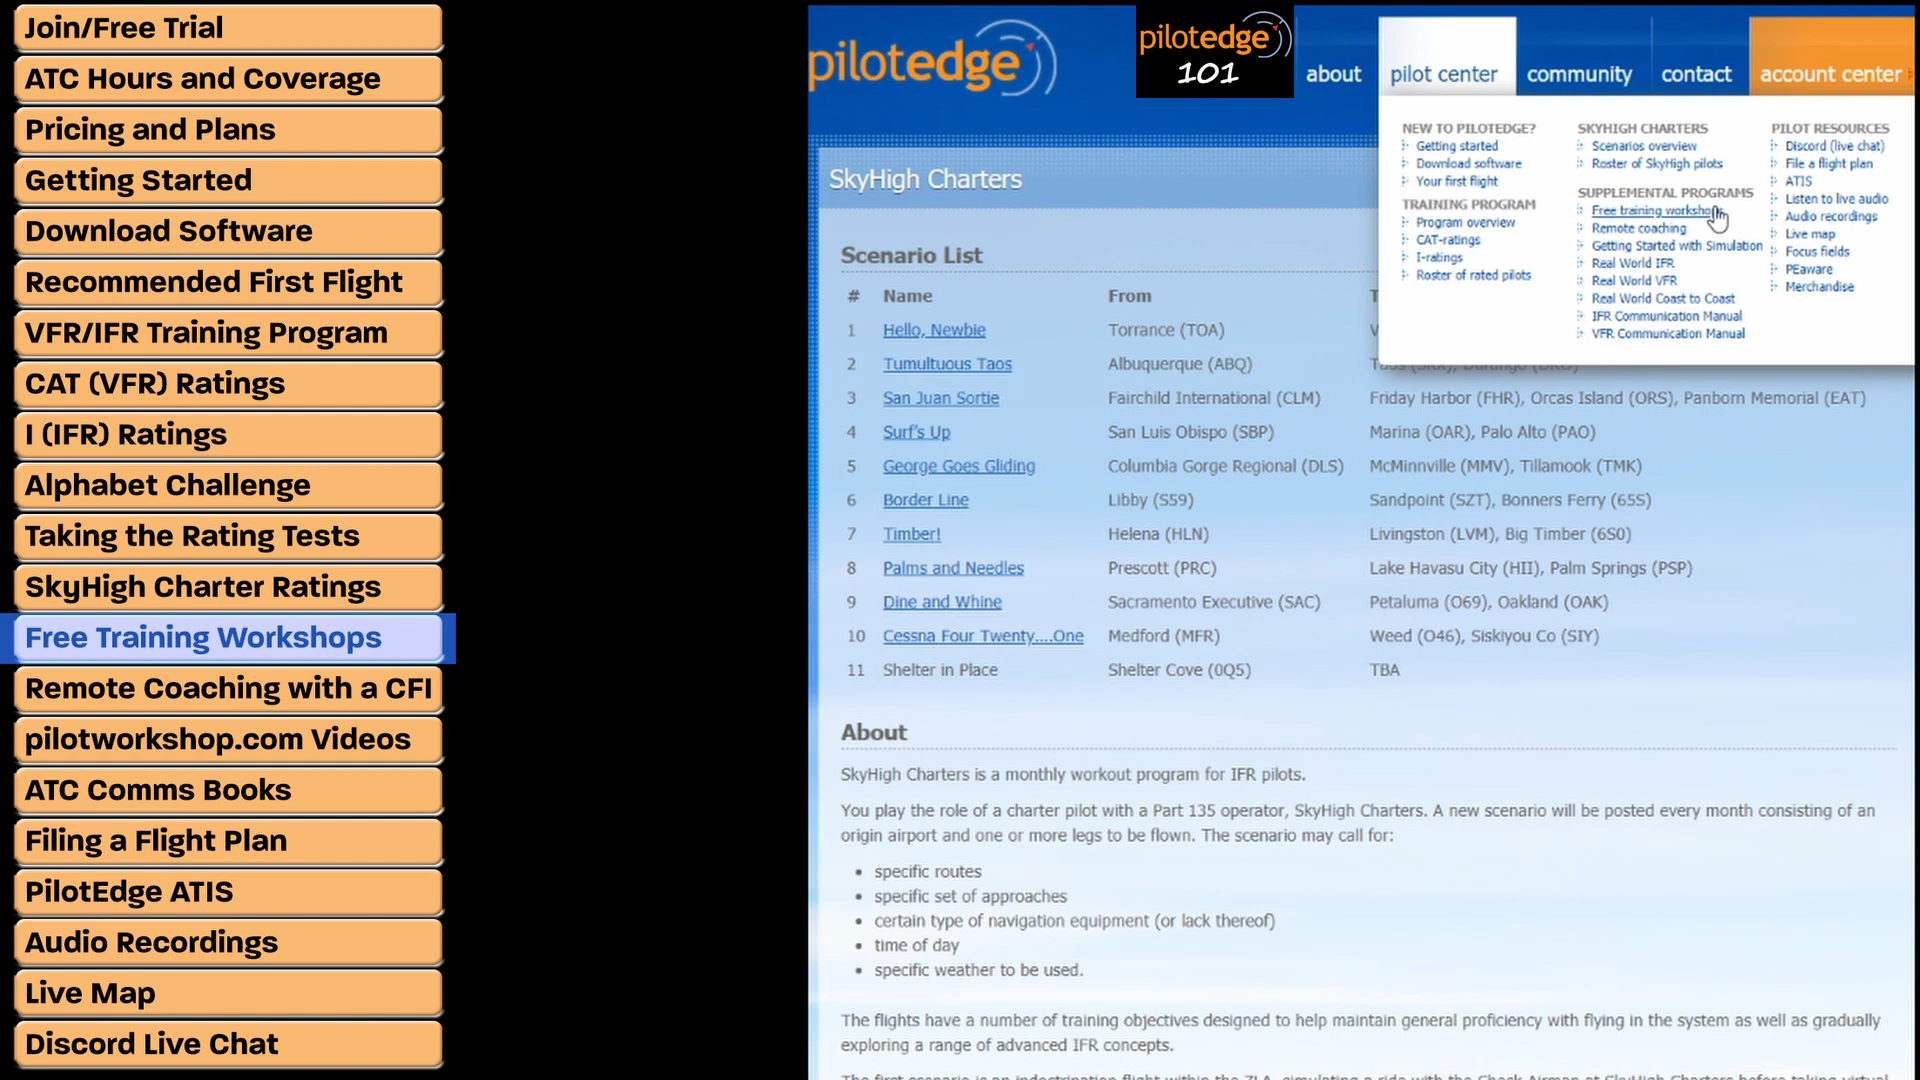 Join/Free Trial
ATC Hours and Coverage
Pricing and Plans
Getting Started
Download Software
Recommended First Flight
VFR/IFR Training Program
CAT (VFR) Ratings
I (IFR) Ratings
Alphabet Challenge
Taking the Rating Tests
SkyHigh Charter Ratings
Free Training Workshops
Remote Coaching with a CFI
pilotworkshop.com Videos
ATC Comms Books
Filing a Flight Plan
PilotEdge ATIS
Audio Recordings
Live Map
Discord Live Chat
pilotedge
pilotedge
101
about
pilot center
community
contact
account center
NEW TO PILOTEDGE?
Getting started
Download software
Your first flight
TRAINING PROGRAM
Program overview
CAT-ratings
I-ratings
Roster of rated pilots
SKYHIGH CHARTERS
Scenarios overview
Roster of SkyHigh pilots
SUPPLEMENTAL PROGRAMS
Free training workshops
Remote coaching
Getting Started with Simulation
Real World IFR
Real World VFR
Real World Coast to Coast
IFR Communication Manual
VFR Communication Manual
PILOT RESOURCES
Discord (live chat)
File a flight plan
ATIS
Listen to live audio
Audio recordings
Live map
Focus fields
PEaware
Merchandise
SkyHigh Charters
Scenario List
# Name From
1 Hello, Newbie Torrance (TOA)
2 Tumultuous Taos Albuquerque (ABQ)
3 San Juan Sortie Fairchild International (CLM) Friday Harbor (FHR), Orcas Island (ORS), Panborn Memorial (EAT)
4 Surf's Up San Luis Obispo (SBP) Marina (OAR), Palo Alto (PAO)
5 George Goes Gliding Columbia Gorge Regional (DLS) McMinnville (MMV), Tillamook (TMK)
6 Border Line Libby (S59) Sandpoint (SZT), Bonners Ferry (65S)
7 Timber! Helena (HLN) Livingston (LVM), Big Timber (6S0)
8 Palms and Needles Prescott (PRC) Lake Havasu City (HII), Palm Springs (PSP)
9 Dine and Whine Sacramento Executive (SAC) Petaluma (O69), Oakland (OAK)
10 Cessna Four Twenty....One Medford (MFR) Weed (O46), Siskiyou Co (SIY)
11 Shelter in Place Shelter Cove (0Q5) TBA
About
SkyHigh Charters is a monthly workout program for IFR pilots.
You play the role of a charter pilot with a Part 135 operator, SkyHigh Charters. A new scenario will be posted every month consisting of an
origin airport and one or more legs to be flown. The scenario may call for:
• specific routes
• specific set of approaches
• certain type of navigation equipment (or lack thereof)
• time of day
• specific weather to be used.
The flights have a number of training objectives designed to help maintain general proficiency with flying in the system as well as gradually
exploring a range of advanced IFR concepts.